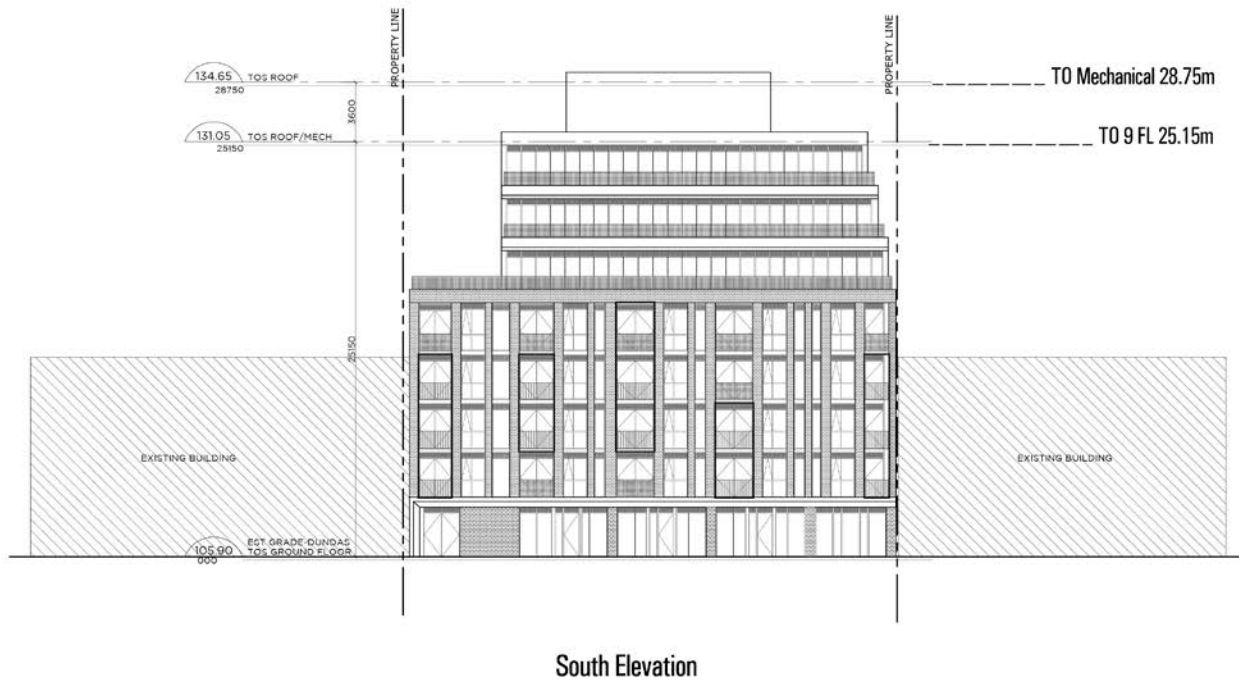 PROPERTY LINE
PROPERTY LINE
134.65 TOS ROOF
28750
TO Mechanical 28.75m
3600
131.05 TOS ROOF/MECH
25150
TO 9 FL 25.15m
25150
EXISTING BUILDING
EXISTING BUILDING
EST GRADE-DUNDAS
105.90 TOS GROUND FLOOR
000
South Elevation